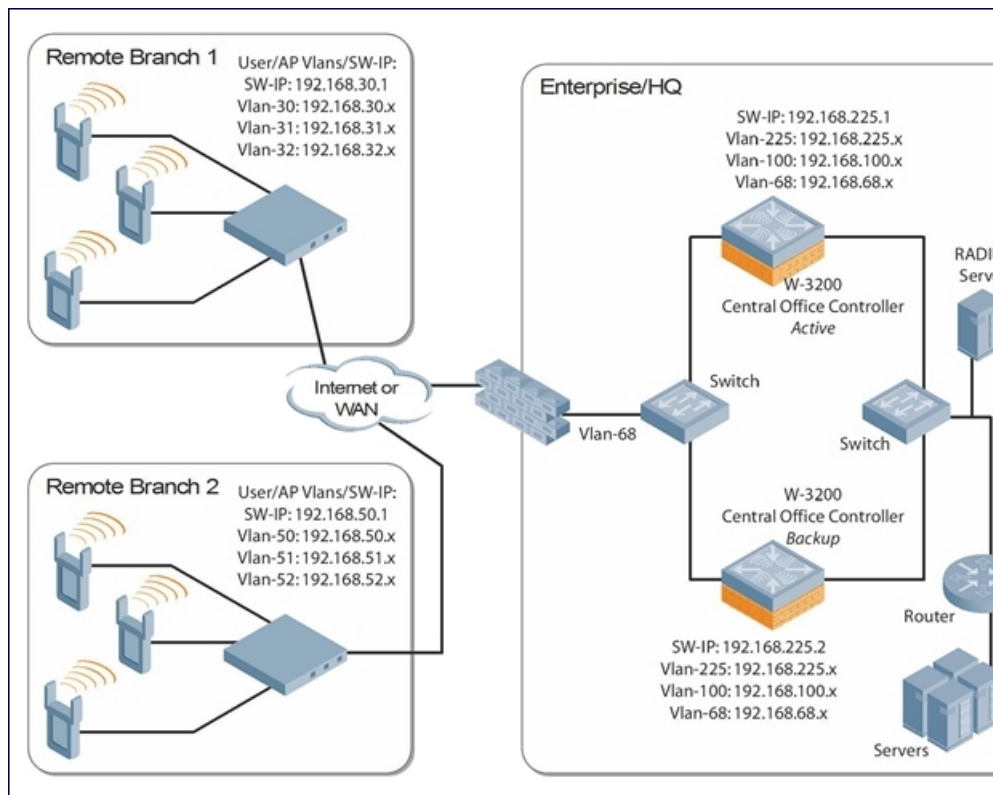 Remote Branch 1
User/AP Vlans/SW-IP:
SW-IP: 192.168.30.1
Vlan-30: 192.168.30.x
Vlan-31: 192.168.31.x
Vlan-32: 192.168.32.x
Enterprise/HQ
SW-IP: 192.168.225.1
Vlan-225: 192.168.225.x
Vlan-100: 192.168.100.x
Vlan-68: 192.168.68.x
W-3200
Central Office Controller
Active
RADIU
Serve
Internet or
WAN
Switch
Vlan-68
Switch
Remote Branch 2
User/AP Vlans/SW-IP:
SW-IP: 192.168.50.1
Vlan-50: 192.168.50.x
Vlan-51: 192.168.51.x
Vlan-52: 192.168.52.x
W-3200
Central Office Controller
Backup
Router
SW-IP: 192.168.225.2
Vlan-225: 192.168.225.x
Vlan-100: 192.168.100.x
Vlan-68: 192.168.68.x
Servers